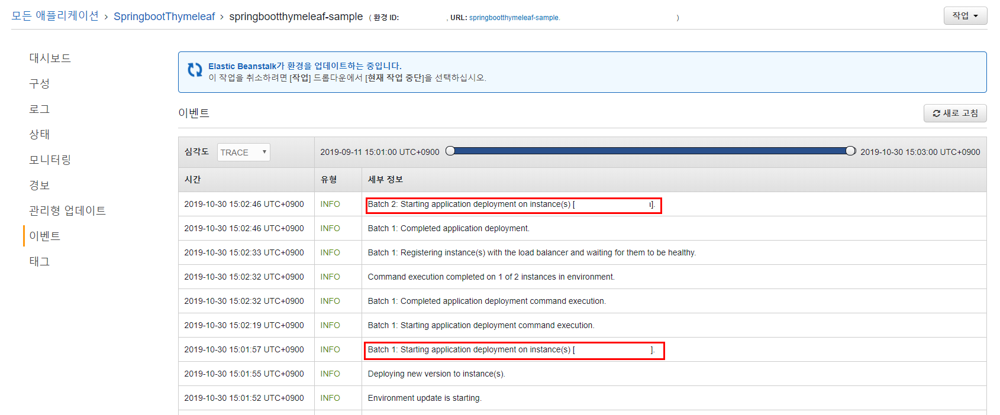 모든 애플리케이션 › SpringbootThymeleaf › springbootthymeleaf-sample ( 환경 ID: , URL: springbootthymeleaf-sample. )
작업
대시보드
구성
로그
상태
모니터링
경보
관리형 업데이트
이벤트
태그
Elastic Beanstalk가 환경을 업데이트하는 중입니다.
이 작업을 취소하려면 [작업] 드롭다운에서 [현재 작업 중단]을 선택하십시오.
이벤트
새로 고침
심각도 TRACE 2019-09-11 15:01:00 UTC+0900 2019-10-30 15:03:00 UTC+0900
시간 유형 세부 정보
2019-10-30 15:02:46 UTC+0900 INFO Batch 2: Starting application deployment on instance(s) [ ].
2019-10-30 15:02:46 UTC+0900 INFO Batch 1: Completed application deployment.
2019-10-30 15:02:33 UTC+0900 INFO Batch 1: Registering instance(s) with the load balancer and waiting for them to be healthy.
2019-10-30 15:02:32 UTC+0900 INFO Command execution completed on 1 of 2 instances in environment.
2019-10-30 15:02:32 UTC+0900 INFO Batch 1: Completed application deployment command execution.
2019-10-30 15:02:19 UTC+0900 INFO Batch 1: Starting application deployment command execution.
2019-10-30 15:01:57 UTC+0900 INFO Batch 1: Starting application deployment on instance(s) [ ].
2019-10-30 15:01:55 UTC+0900 INFO Deploying new version to instance(s).
2019-10-30 15:01:52 UTC+0900 INFO Environment update is starting.